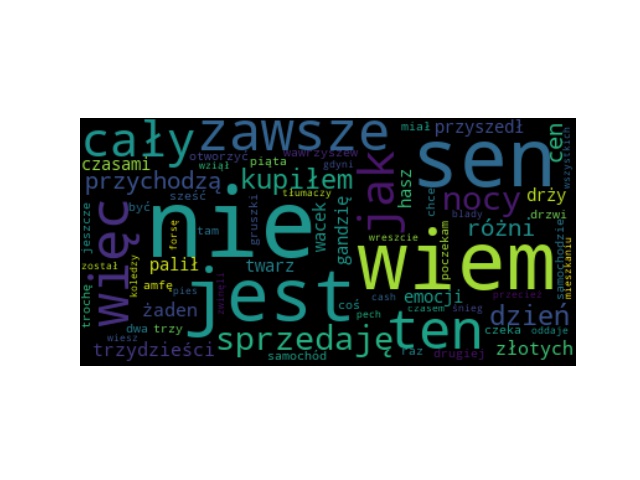 cały
zawsze
miał
przyszedł
sen
cen
wszystkich
otworzyć
wawrzyszew
czasami
wziął
piąta
gdyni
przychodzą
kupiłem
tłumaczy
jak
hasz
chce
nocy
drży
sześć
być
nie
gruszki
wacek
gandzię
blady
drzwi
jeszcze
więc
forsę
tam
wreszcie
wiem
poczekam
różni
samochodzie
mieszkaniu
został
koledzy
palił
twarz
amfę
pies
zwinęli
jest
coś
cash
emocji
przecież
trochę
żaden
pech
czasem
śnieg
dzień
dwa
trzy
sprzedaję
ten
czeka
oddaje
wiesz
trzydzieści
samochód
raz
drugiej
złotych